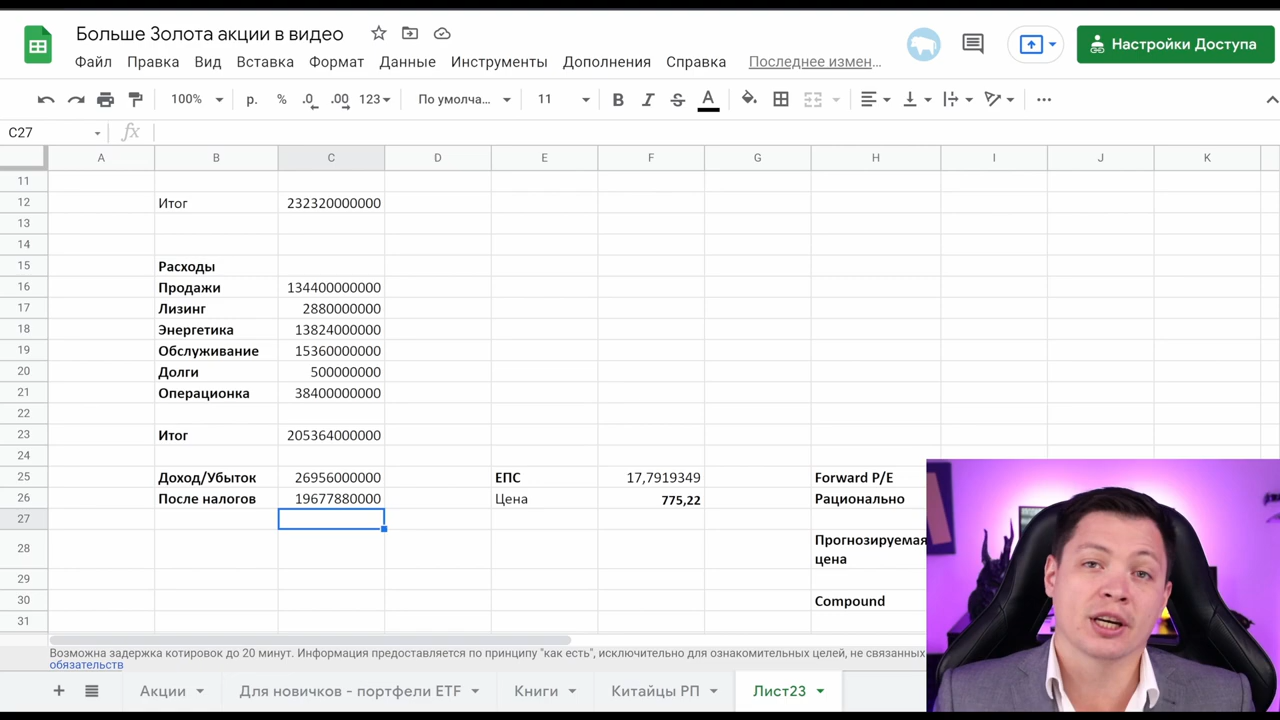 Больше Золота акции в видео
Файл Правка Вид Вставка Формат Данные Инструменты Дополнения Справка Последнее измен…
Настройки Доступа
100% р. % .0 .00 123 По умолча... 11 B I S A
C27 fx
A B C D E F G H I J K
11
12 Итог 232320000000
13
14
15 Расходы
16 Продажи 134400000000
17 Лизинг 2880000000
18 Энергетика 13824000000
19 Обслуживание 15360000000
20 Долги 500000000
21 Операционка 38400000000
22
23 Итог 205364000000
24
25 Доход/Убыток 26956000000 ЕПС 17,7919349 Forward P/E
26 После налогов 19677880000 Цена 775,22 Рационально
27
28 Прогнозируемая
цена
29
30 Compound
31
Возможна задержка котировок до 20 минут. Информация предоставляется по принципу "как есть", исключительно для ознакомительных целей, не связанных
обязательств
Акции Для новичков - портфели ETF Книги Китайцы РП Лист23